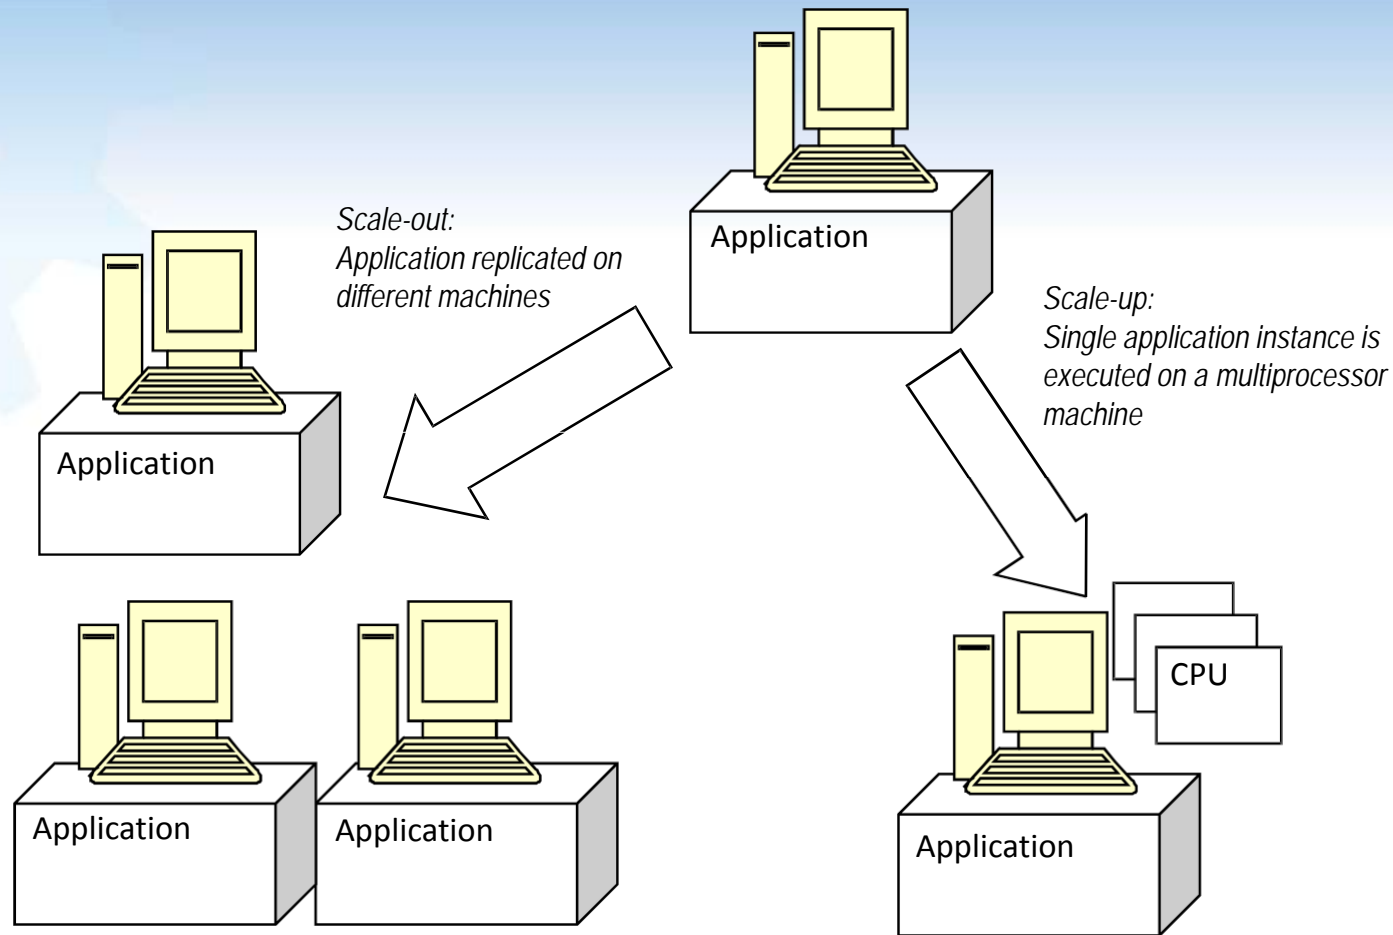 Application
Scale-out:
Application replicated on
different machines
Scale-up:
Single application instance is
executed on a multiprocessor
machine
Application
CPU
Application
Application
Application